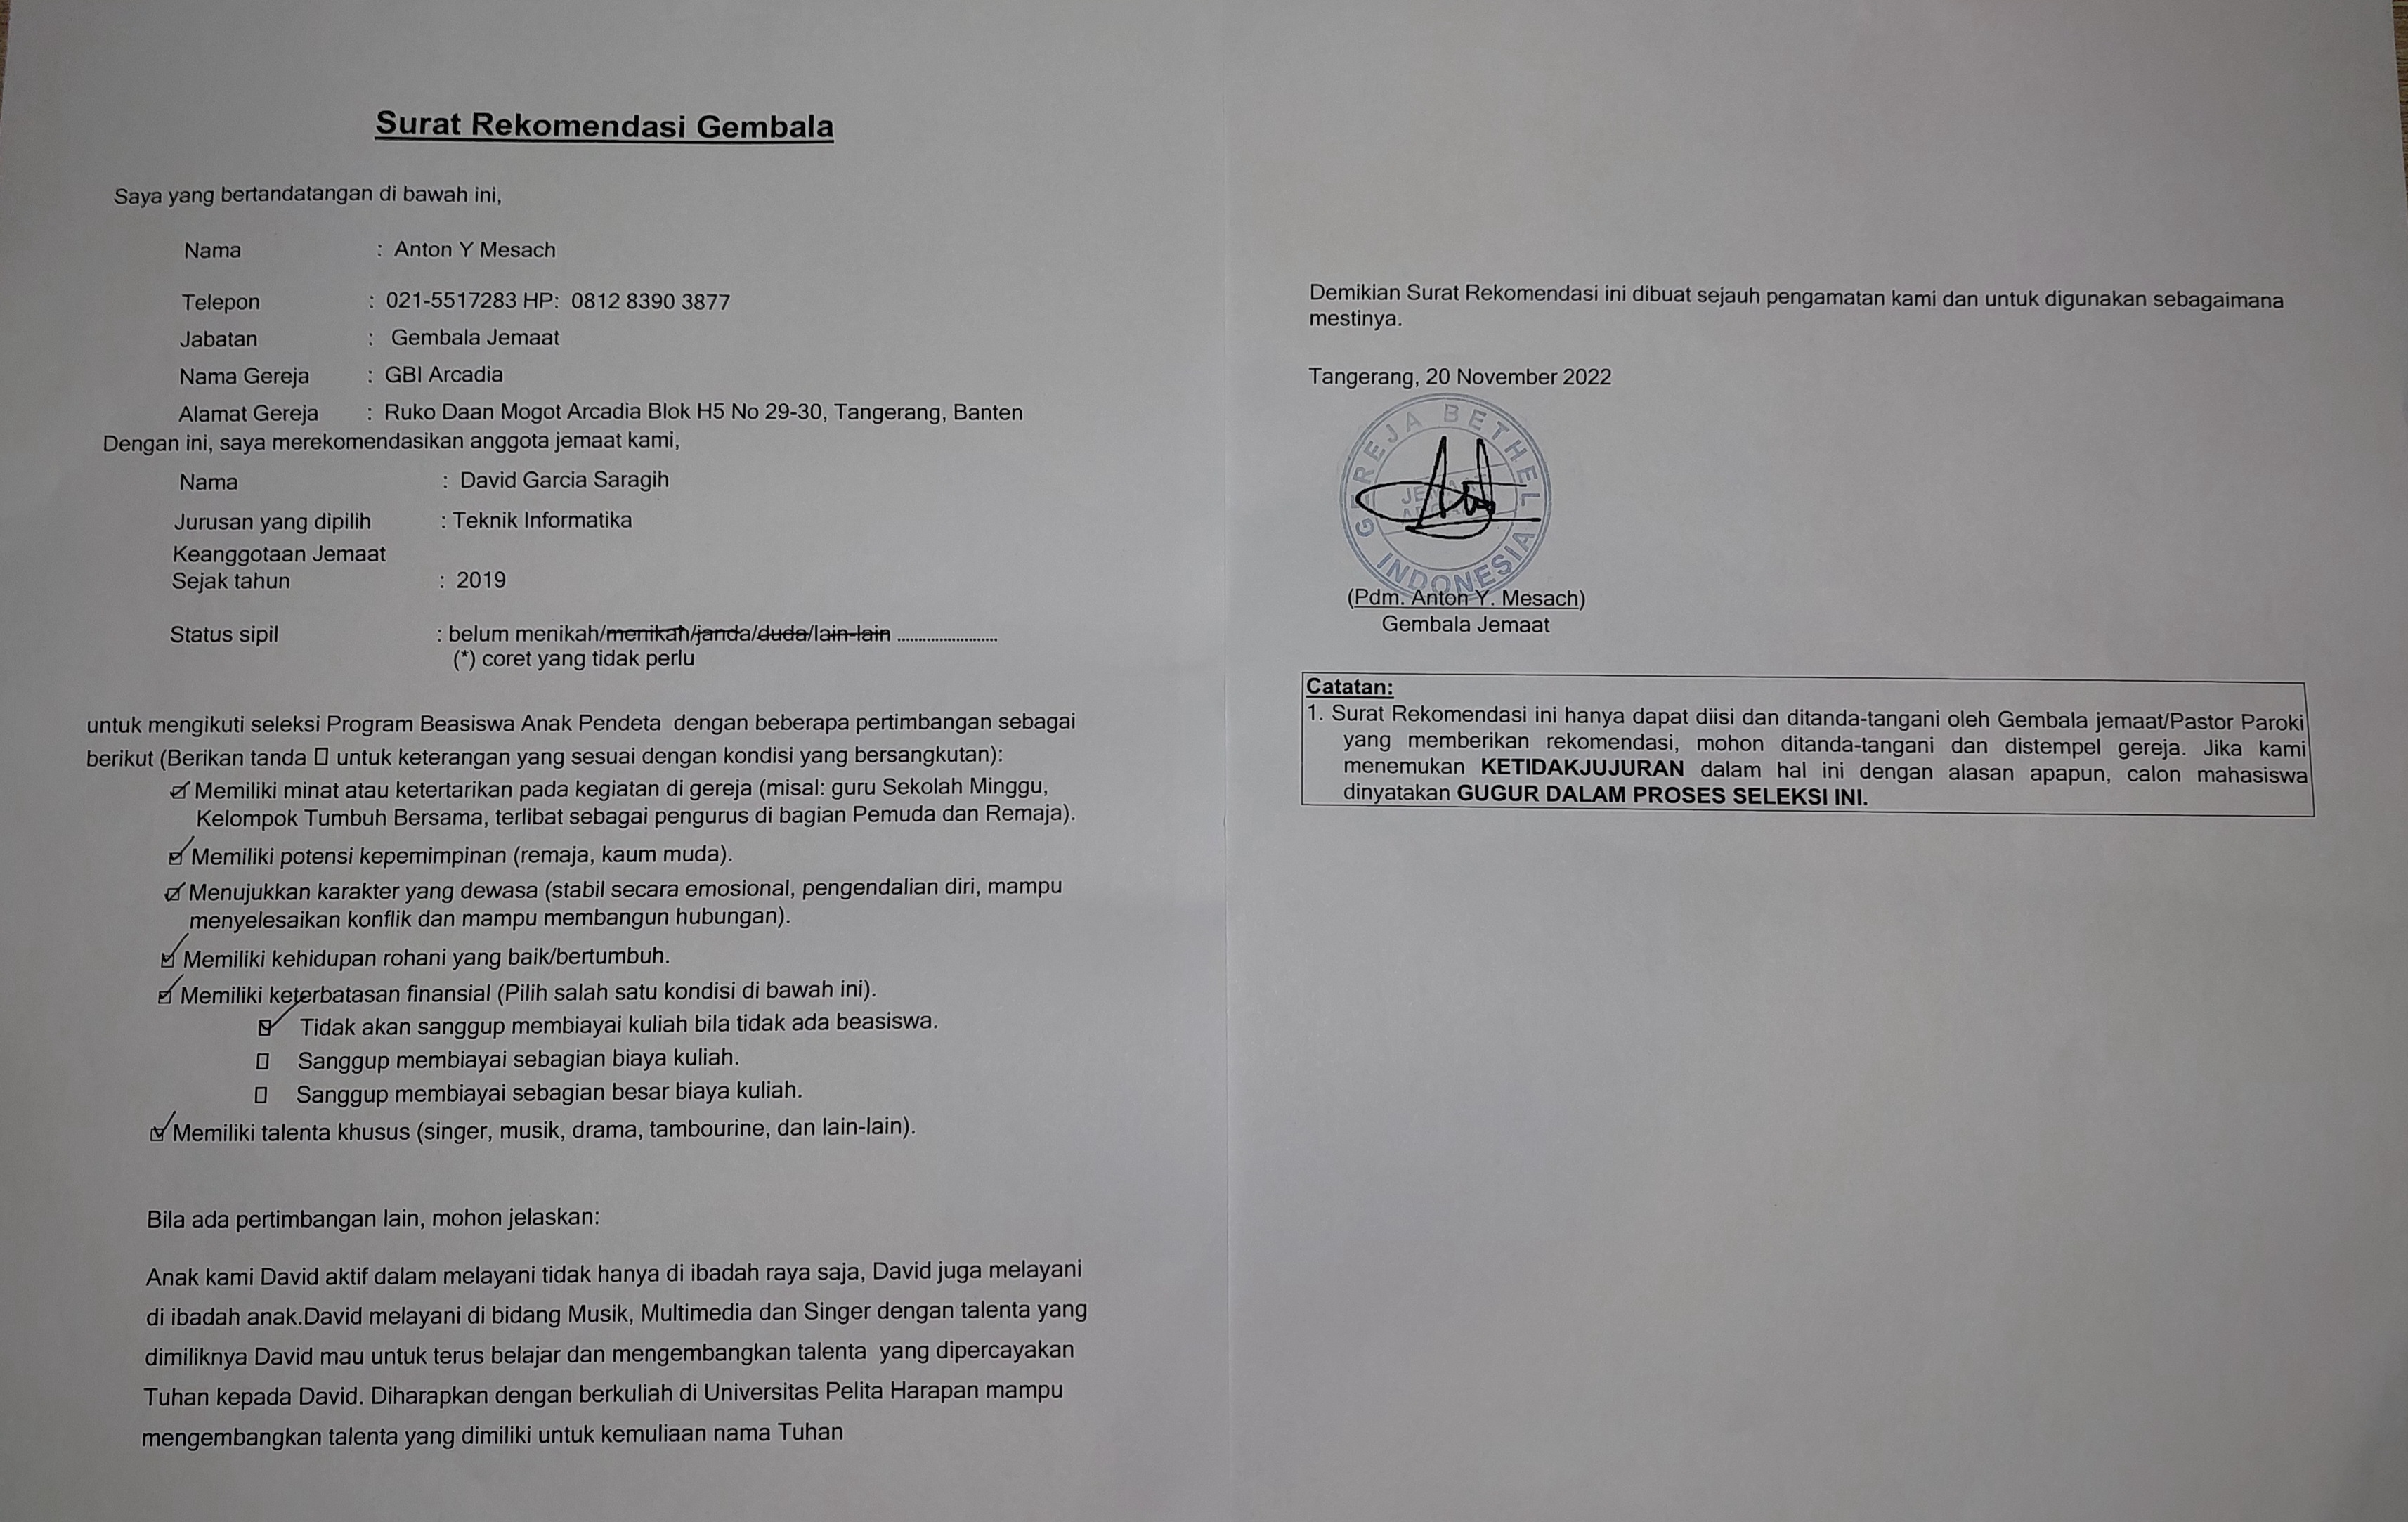 Surat Rekomendasi Gembala
Saya yang bertandatangan di bawah ini,
Nama : Anton Y Mesach
Telepon : 021-5517283 HP: 0812 8390 3877
Jabatan : Gembala Jemaat
Nama Gereja : GBI Arcadia
Alamat Gereja : Ruko Daan Mogot Arcadia Blok H5 No 29-30, Tangerang, Banten
Dengan ini, saya merekomendasikan anggota jemaat kami,
Nama : David Garcia Saragih
Jurusan yang dipilih : Teknik Informatika
Keanggotaan Jemaat
Sejak tahun : 2019
Status sipil : belum menikah/menikah/janda/duda/lain-lain .........................
(*) coret yang tidak perlu
untuk mengikuti seleksi Program Beasiswa Anak Pendeta dengan beberapa pertimbangan sebagai
berikut (Berikan tanda ▯ untuk keterangan yang sesuai dengan kondisi yang bersangkutan):
☑ Memiliki minat atau ketertarikan pada kegiatan di gereja (misal: guru Sekolah Minggu,
Kelompok Tumbuh Bersama, terlibat sebagai pengurus di bagian Pemuda dan Remaja).
☑ Memiliki potensi kepemimpinan (remaja, kaum muda).
☑ Menujukkan karakter yang dewasa (stabil secara emosional, pengendalian diri, mampu
menyelesaikan konflik dan mampu membangun hubungan).
☑ Memiliki kehidupan rohani yang baik/bertumbuh.
☑ Memiliki keterbatasan finansial (Pilih salah satu kondisi di bawah ini).
☑ Tidak akan sanggup membiayai kuliah bila tidak ada beasiswa.
▯ Sanggup membiayai sebagian biaya kuliah.
▯ Sanggup membiayai sebagian besar biaya kuliah.
☑ Memiliki talenta khusus (singer, musik, drama, tambourine, dan lain-lain).
Bila ada pertimbangan lain, mohon jelaskan:
Anak kami David aktif dalam melayani tidak hanya di ibadah raya saja, David juga melayani
di ibadah anak.David melayani di bidang Musik, Multimedia dan Singer dengan talenta yang
dimiliknya David mau untuk terus belajar dan mengembangkan talenta yang dipercayakan
Tuhan kepada David. Diharapkan dengan berkuliah di Universitas Pelita Harapan mampu
mengembangkan talenta yang dimiliki untuk kemuliaan nama Tuhan
Demikian Surat Rekomendasi ini dibuat sejauh pengamatan kami dan untuk digunakan sebagaimana
mestinya.
Tangerang, 20 November 2022
GEREJA BETHEL INDONESIA
(Pdm. Anton Y. Mesach)
Gembala Jemaat
Catatan:
1. Surat Rekomendasi ini hanya dapat diisi dan ditanda-tangani oleh Gembala jemaat/Pastor Paroki
yang memberikan rekomendasi, mohon ditanda-tangani dan distempel gereja. Jika kami
menemukan KETIDAKJUJURAN dalam hal ini dengan alasan apapun, calon mahasiswa
dinyatakan GUGUR DALAM PROSES SELEKSI INI.